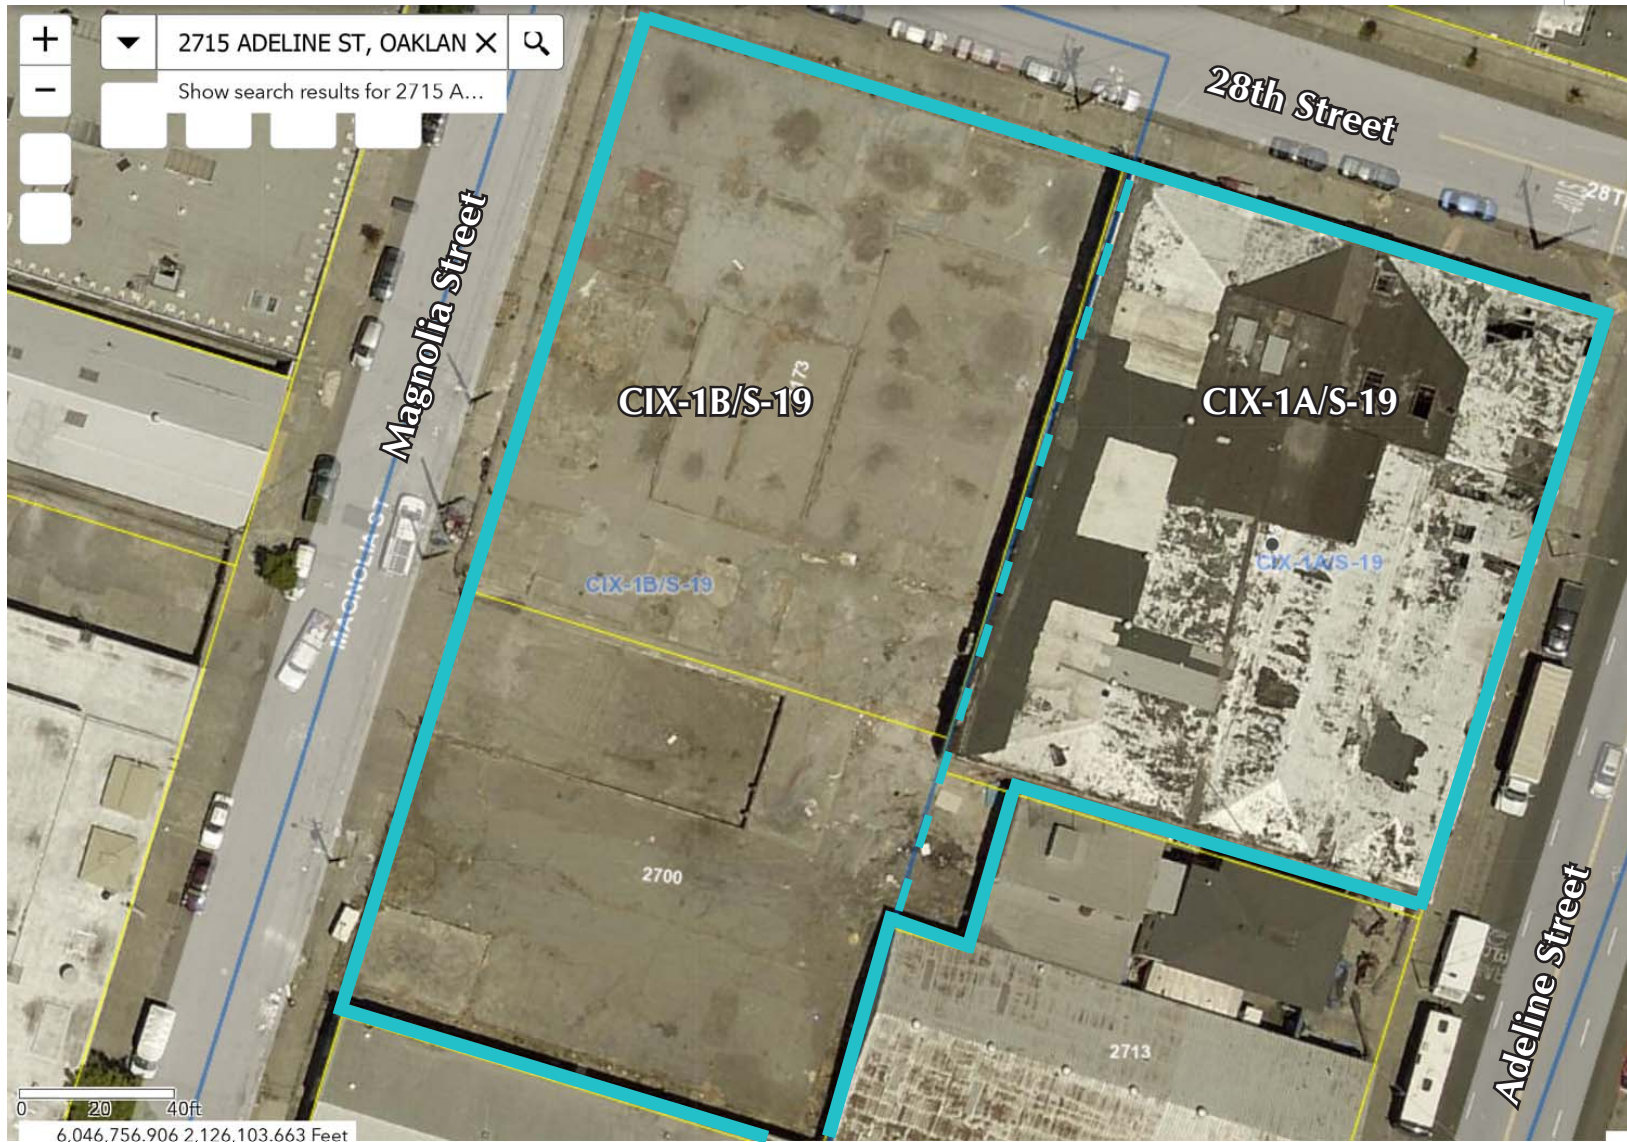 +
2715 ADELINE ST, OAKLAN
Show search results for 2715 A...
−
28th Street
28T
Magnolia Street
173
CIX-1B/S-19
CIX-1A/S-19
MAGNOLIA ST
CIX-1B/S-19
CIX-1A/S-19
2700
2713
Adeline Street
0 20 40ft
6,046,756.906 2,126,103.663 Feet